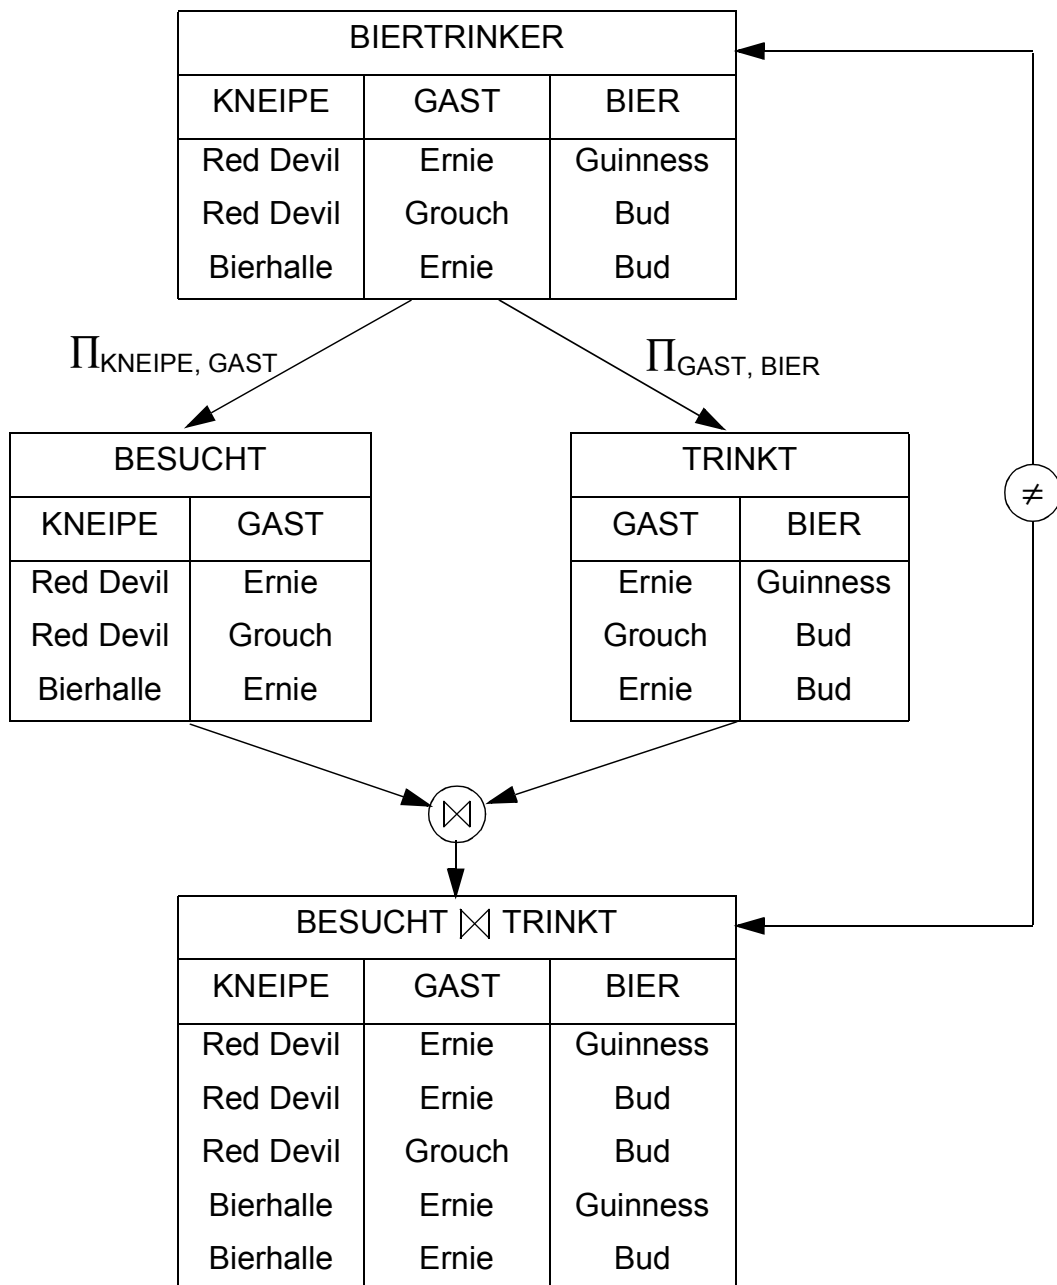 BIERTRINKER
KNEIPE GAST BIER
Red Devil Ernie Guinness
Red Devil Grouch Bud
Bierhalle Ernie Bud
Π KNEIPE, GAST
Π GAST, BIER
BESUCHT
KNEIPE GAST
Red Devil Ernie
Red Devil Grouch
Bierhalle Ernie
TRINKT
GAST BIER
Ernie Guinness
Grouch Bud
Ernie Bud
≠
⋈
BESUCHT ⋈ TRINKT
KNEIPE GAST BIER
Red Devil Ernie Guinness
Red Devil Ernie Bud
Red Devil Grouch Bud
Bierhalle Ernie Guinness
Bierhalle Ernie Bud